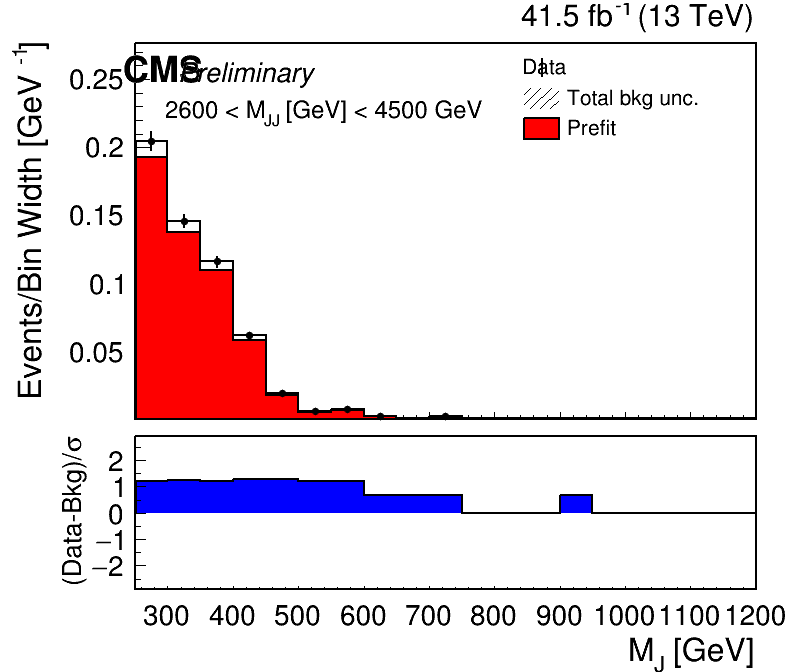 41.5 fb⁻¹ (13 TeV)
CMS Preliminary
2600 < M_JJ [GeV] < 4500 GeV
Data
Total bkg unc.
Prefit
Events/Bin Width [GeV⁻¹]
0.25
0.2
0.15
0.1
0.05
(Data-Bkg)/σ
2
1
0
−1
−2
300 400 500 600 700 800 900 1000 1100 1200
M_J [GeV]